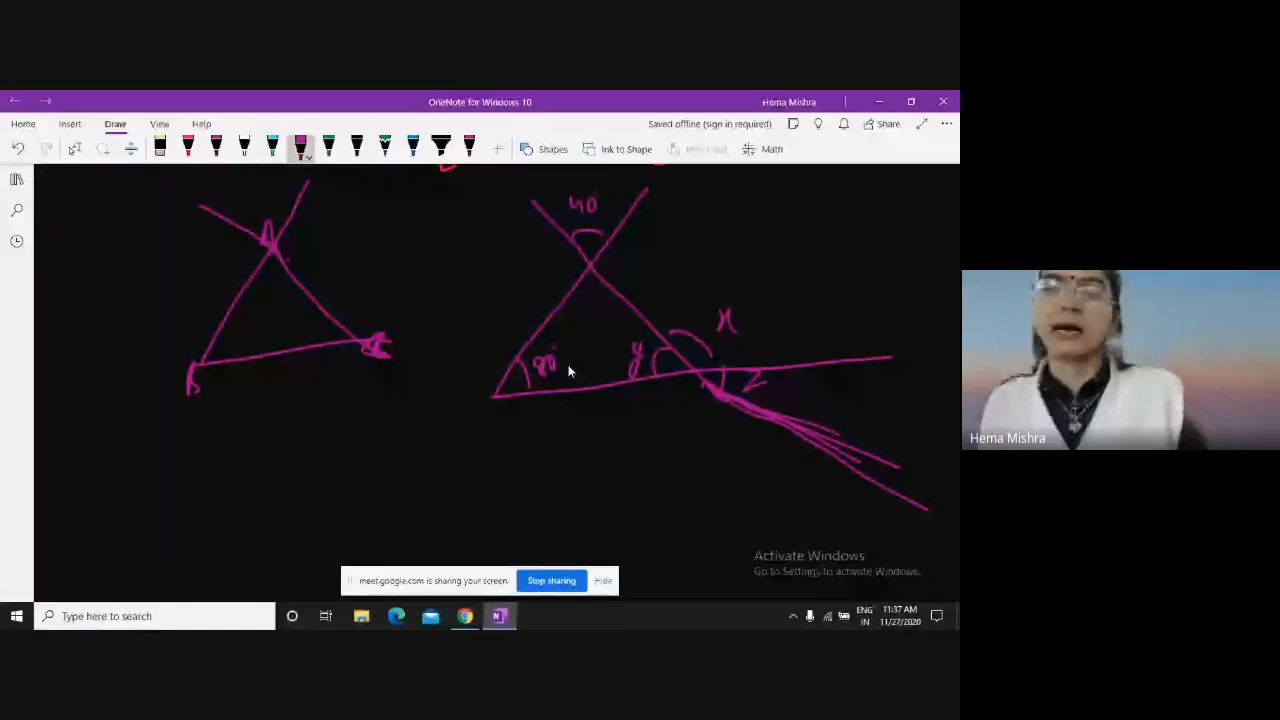 OneNote for Windows 10
Hema Mishra
Home Insert Draw View Help
Saved offline (sign in required)
Share
Shapes
Ink to Shape
Math
A
B
40
80°
y
x
z
Hema Mishra
Activate Windows
Go to Settings to activate Windows.
meet.google.com is sharing your screen.
Stop sharing
Hide
Type here to search
ENG
IN
11:37 AM
11/27/2020